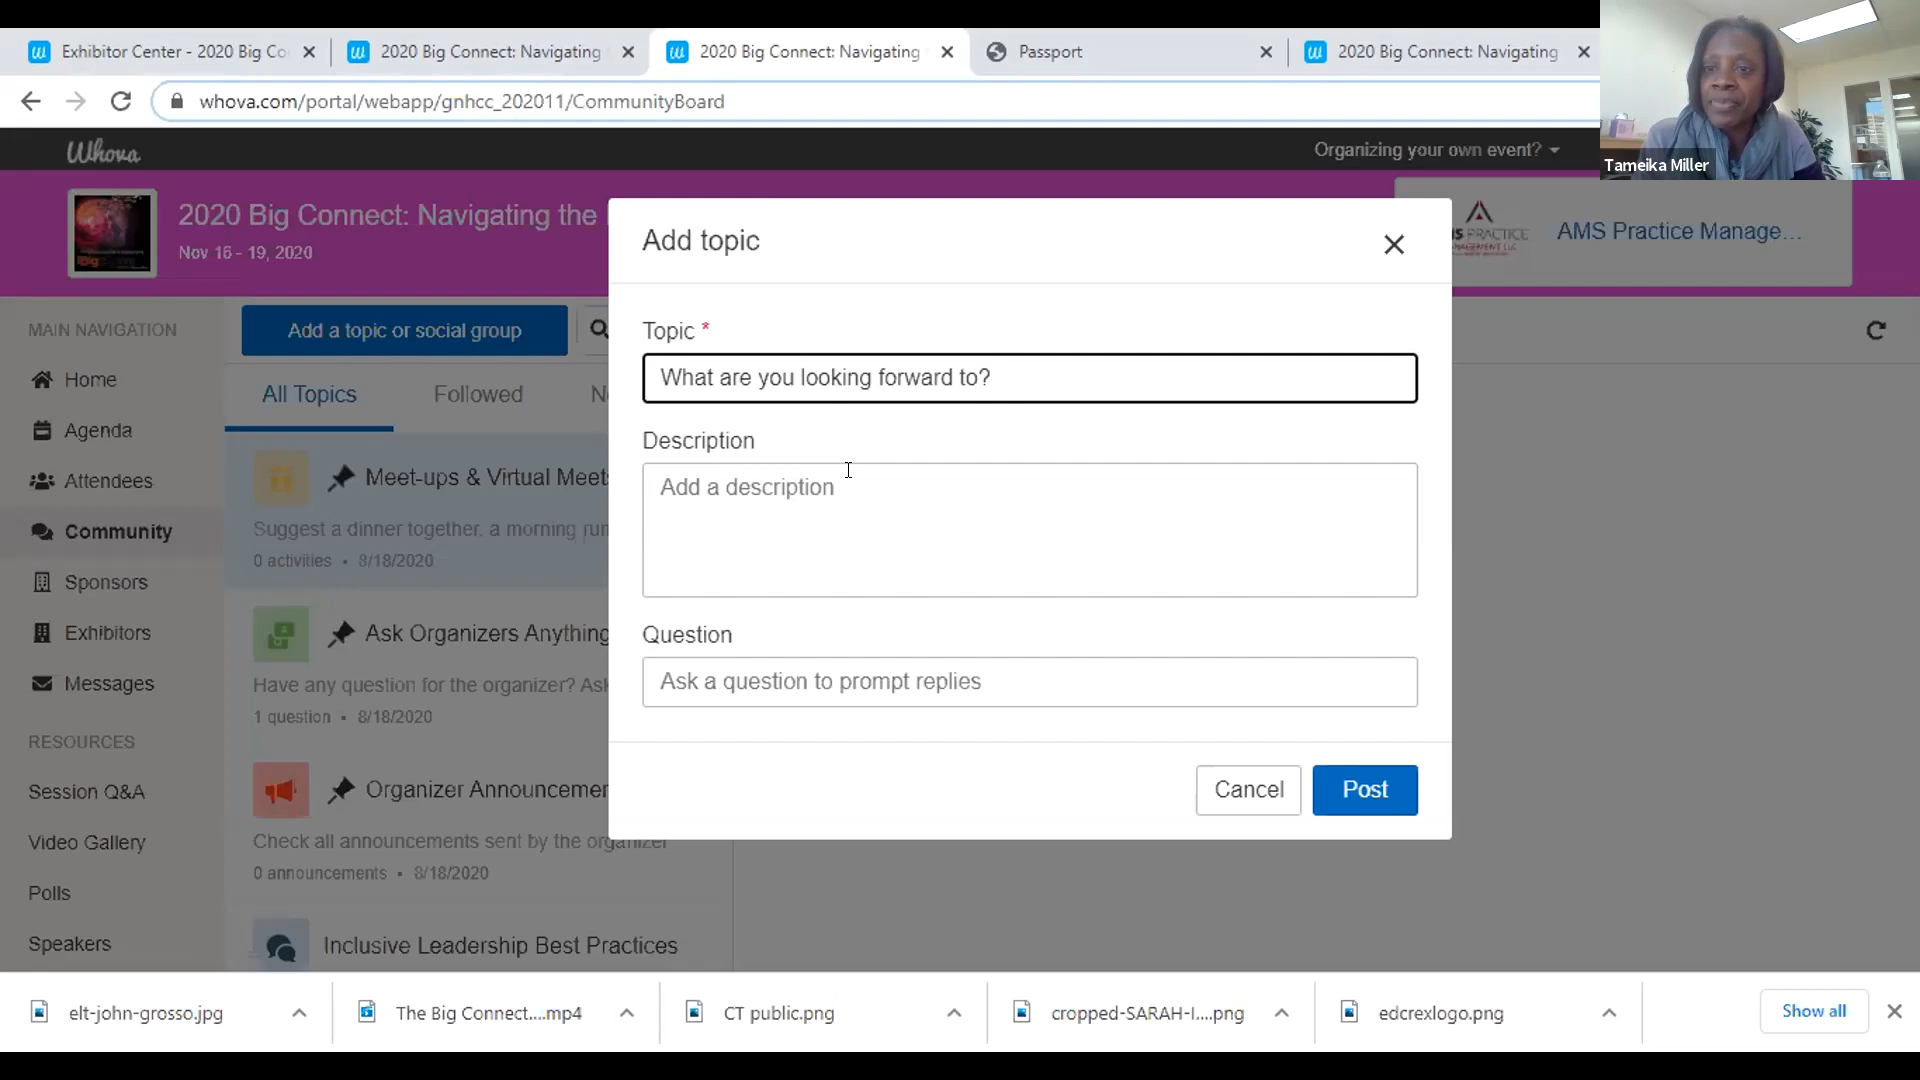 Exhibitor Center - 2020 Big Co
2020 Big Connect: Navigating
2020 Big Connect: Navigating
Passport
2020 Big Connect: Navigating
whova.com/portal/webapp/gnhcc_202011/CommunityBoard
Whova
Organizing your own event?
Tameika Miller
2020 Big Connect: Navigating the
Nov 16 - 19, 2020
PRACTICE
AMS Practice Manage...
Add topic
Topic *
What are you looking forward to?
Description
Add a description
Question
Ask a question to prompt replies
Cancel
Post
MAIN NAVIGATION
Home
Agenda
Attendees
Community
Sponsors
Exhibitors
Messages
RESOURCES
Session Q&A
Video Gallery
Polls
Speakers
Add a topic or social group
All Topics
Followed
Meet-ups & Virtual Meets
Suggest a dinner together, a morning run
0 activities • 8/18/2020
Ask Organizers Anything
Have any question for the organizer? Ask
1 question • 8/18/2020
Organizer Announcemen
Check all announcements sent by the organizer
0 announcements • 8/18/2020
Inclusive Leadership Best Practices
elt-john-grosso.jpg
The Big Connect....mp4
CT public.png
cropped-SARAH-I....png
edcrexlogo.png
Show all